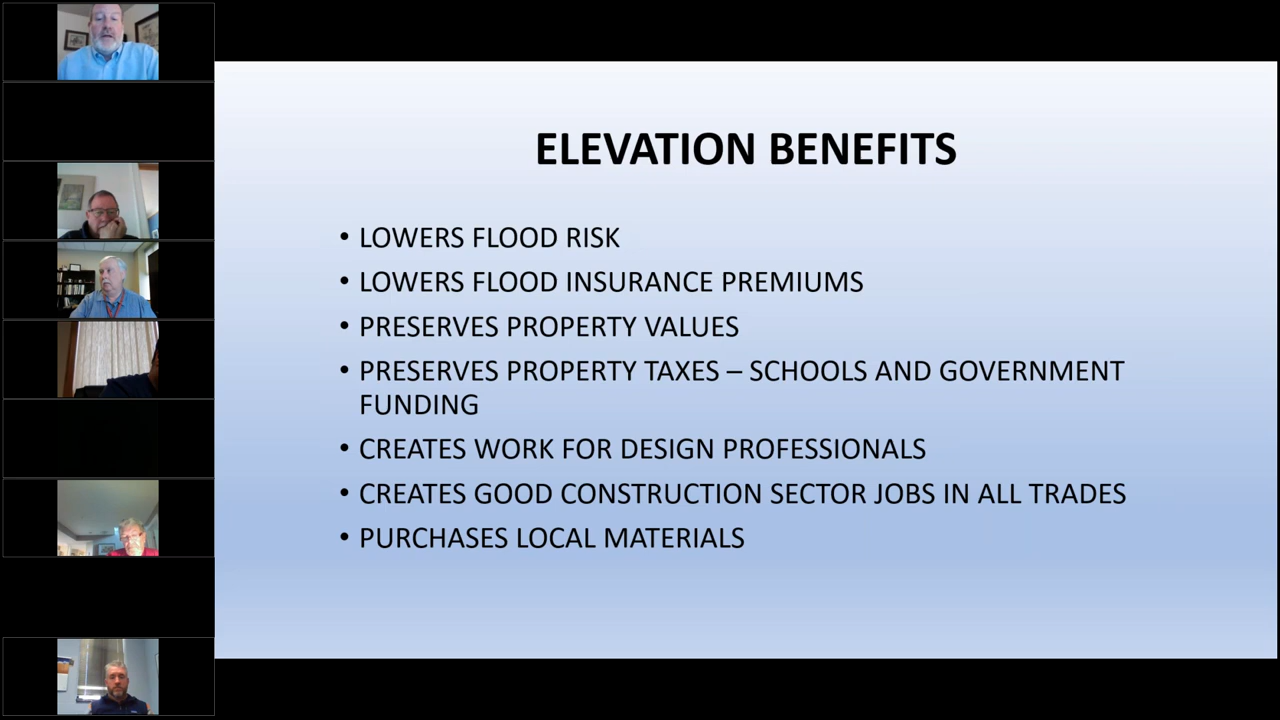 ELEVATION BENEFITS
• LOWERS FLOOD RISK
• LOWERS FLOOD INSURANCE PREMIUMS
• PRESERVES PROPERTY VALUES
• PRESERVES PROPERTY TAXES – SCHOOLS AND GOVERNMENT
FUNDING
• CREATES WORK FOR DESIGN PROFESSIONALS
• CREATES GOOD CONSTRUCTION SECTOR JOBS IN ALL TRADES
• PURCHASES LOCAL MATERIALS